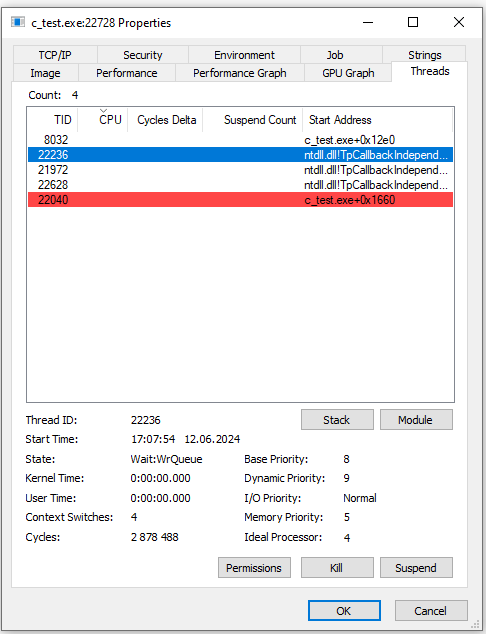 c_test.exe:22728 Properties
TCP/IP Security Environment Job Strings
Image Performance Performance Graph GPU Graph Threads
Count: 4
TID CPU Cycles Delta Suspend Count Start Address
8032 c_test.exe+0x12e0
22236 ntdll.dll!TpCallbackIndepend...
21972 ntdll.dll!TpCallbackIndepend...
22628 ntdll.dll!TpCallbackIndepend...
22040 c_test.exe+0x1660
Thread ID: 22236 Stack Module
Start Time: 17:07:54 12.06.2024
State: Wait:WrQueue Base Priority: 8
Kernel Time: 0:00:00.000 Dynamic Priority: 9
User Time: 0:00:00.000 I/O Priority: Normal
Context Switches: 4 Memory Priority: 5
Cycles: 2 878 488 Ideal Processor: 4
Permissions Kill Suspend
OK Cancel